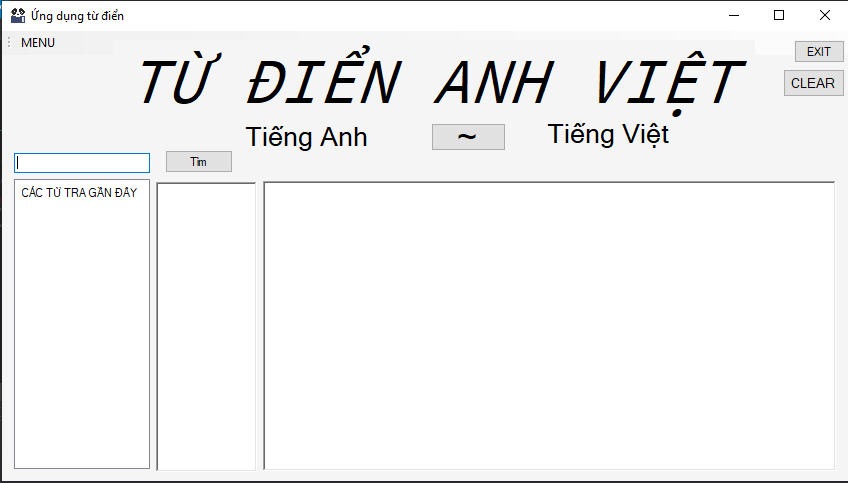 Ứng dụng từ điển
MENU
EXIT
TỪ ĐIỂN ANH VIỆT
CLEAR
Tiếng Anh
~
Tiếng Việt
Tìm
CÁC TỪ TRA GẦN ĐÂY